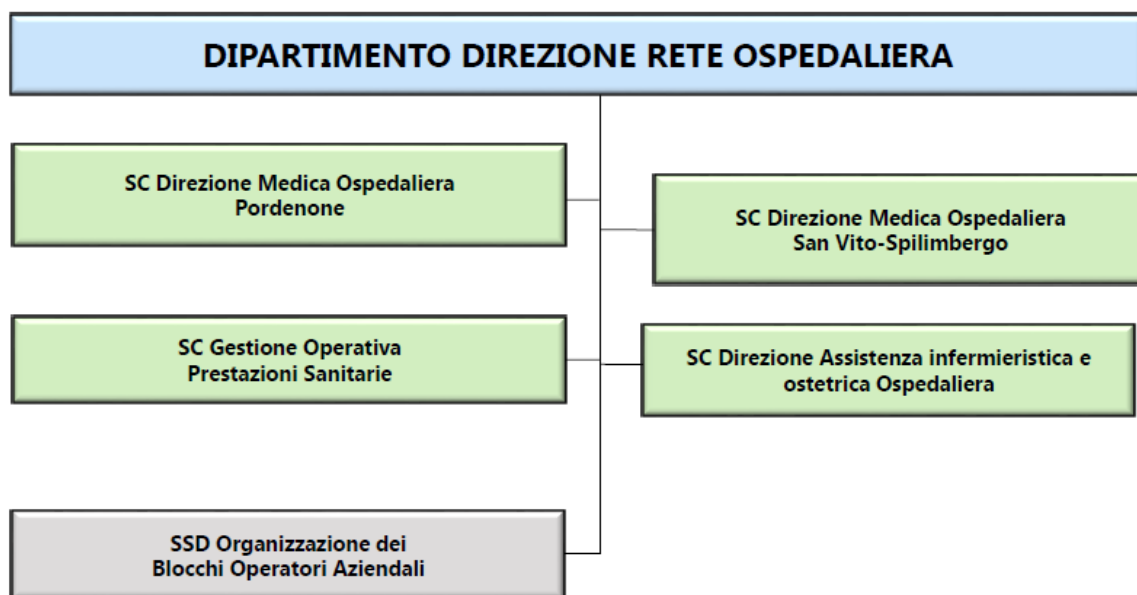 DIPARTIMENTO DIREZIONE RETE OSPEDALIERA
SC Direzione Medica Ospedaliera
Pordenone
SC Direzione Medica Ospedaliera
San Vito-Spilimbergo
SC Gestione Operativa
Prestazioni Sanitarie
SC Direzione Assistenza infermieristica e
ostetrica Ospedaliera
SSD Organizzazione dei
Blocchi Operatori Aziendali